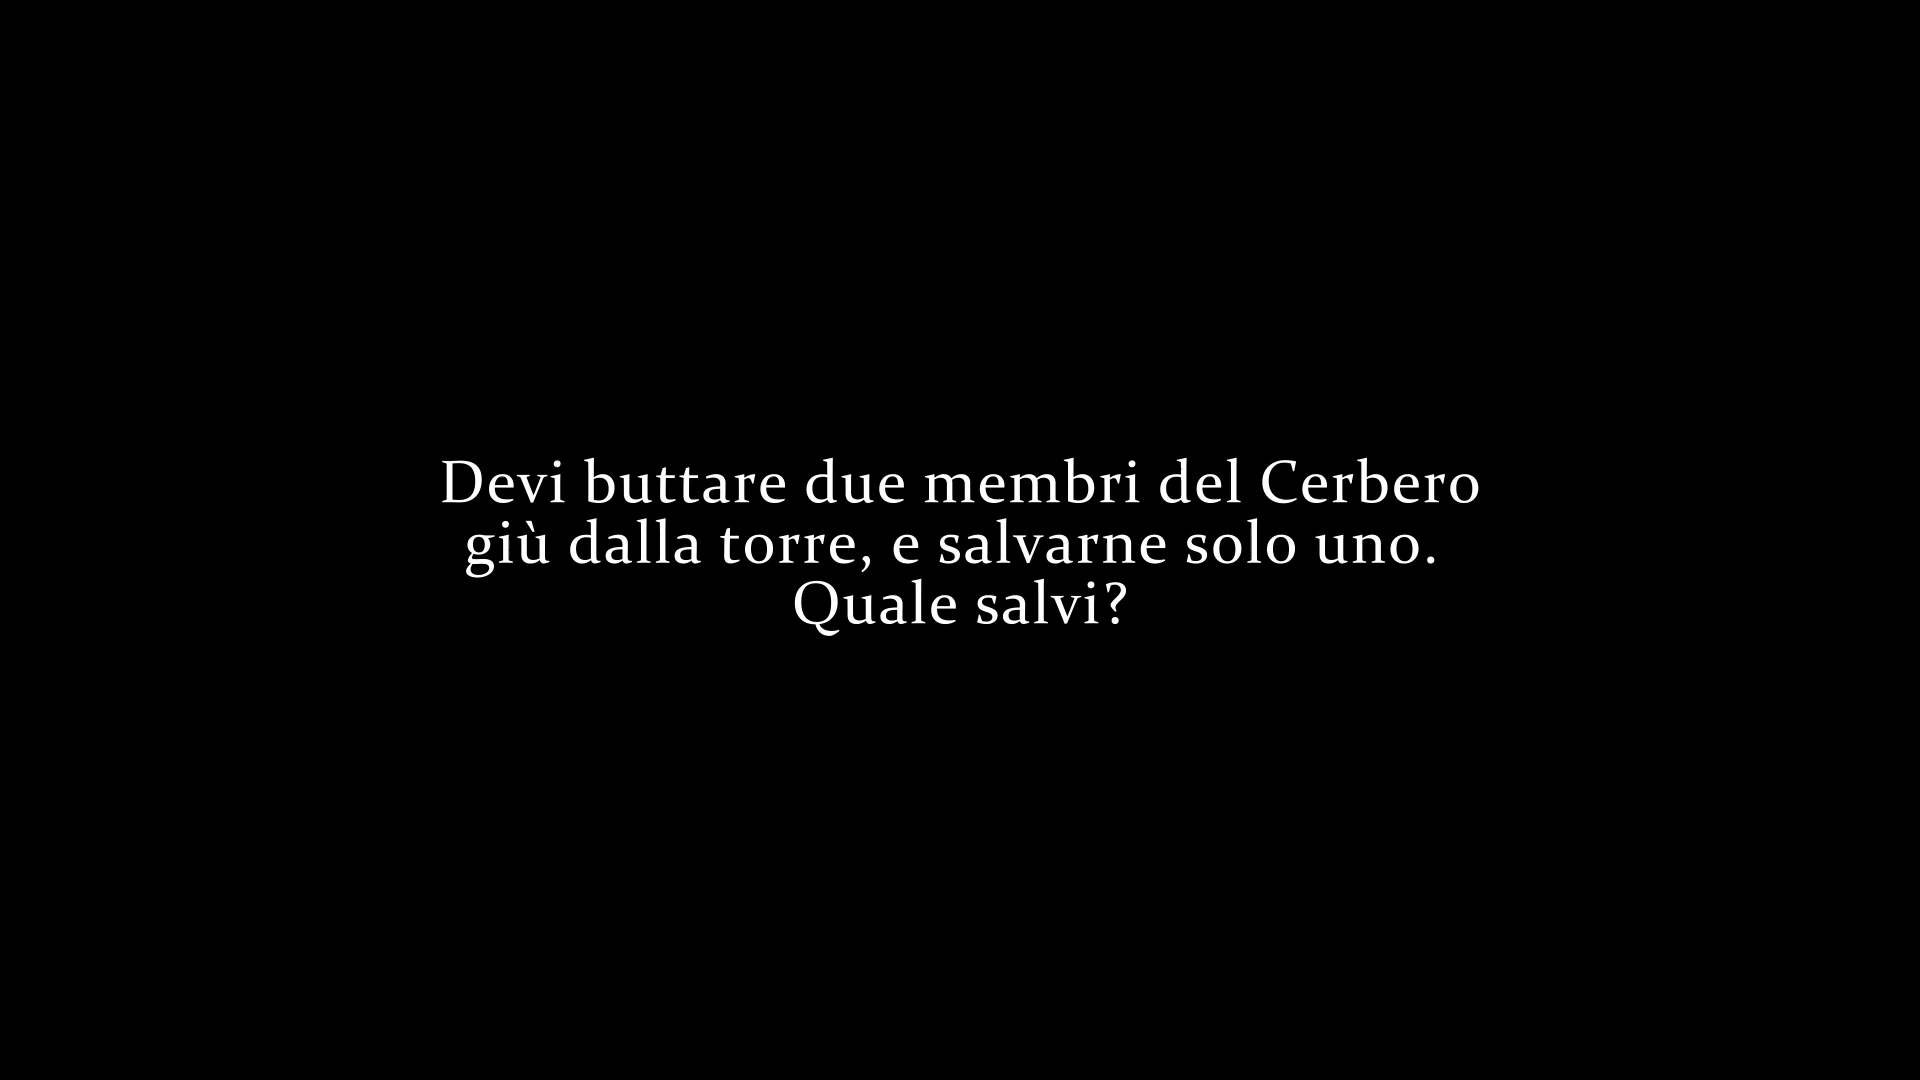 Devi buttare due membri del Cerbero
giù dalla torre, e salvarne solo uno.
Quale salvi?